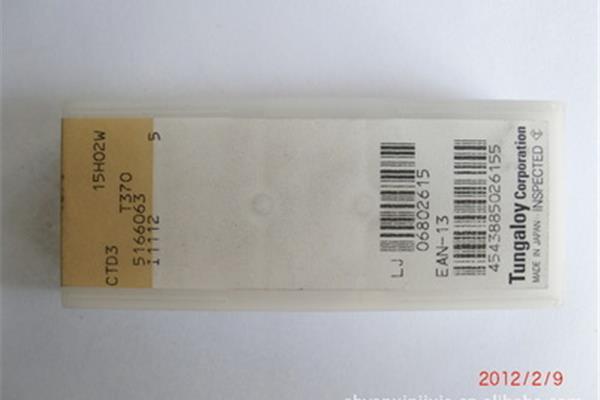 CTD3 15H02W
T370
5166063
11112 5
LJ 06802615
EAN-13
4543885026155
Tungaloy Corporation
MADE IN JAPAN INSPECTED
2012/2/9